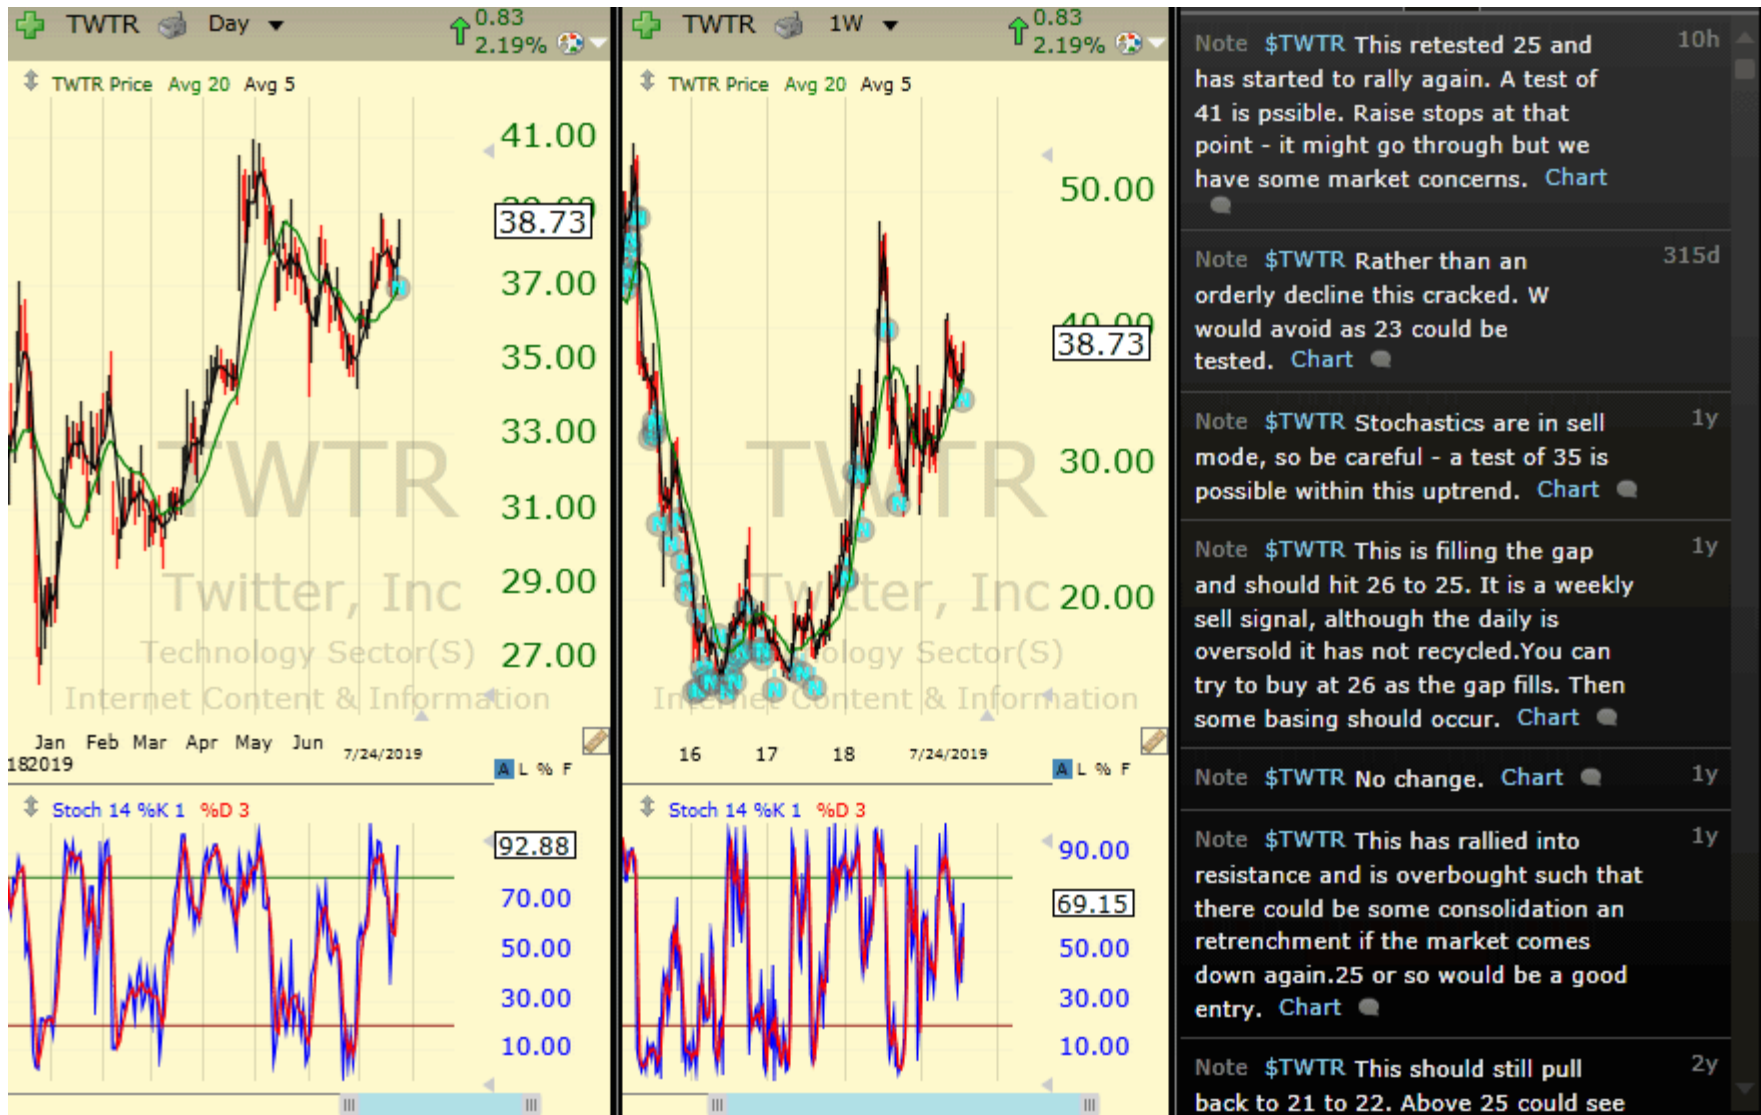 TWTR Day 0.83
2.19%
TWTR Price Avg 20 Avg 5
41.00
38.73
37.00
35.00
33.00
31.00
29.00
27.00
TWTR
Twitter, Inc
Technology Sector(S)
Internet Content & Information
Jan Feb Mar Apr May Jun 7/24/2019
182019
A L % F
Stoch 14 %K 1 %D 3
92.88
70.00
50.00
30.00
10.00
TWTR 1W 0.83
2.19%
TWTR Price Avg 20 Avg 5
50.00
40.00
38.73
30.00
20.00
TWTR
Twitter, Inc
Technology Sector(S)
Internet Content & Information
16 17 18 7/24/2019
A L % F
Stoch 14 %K 1 %D 3
90.00
69.15
50.00
30.00
10.00
Note $TWTR This retested 25 and 10h
has started to rally again. A test of
41 is pssible. Raise stops at that
point - it might go through but we
have some market concerns. Chart
Note $TWTR Rather than an 315d
orderly decline this cracked. W
would avoid as 23 could be
tested. Chart
Note $TWTR Stochastics are in sell 1y
mode, so be careful - a test of 35 is
possible within this uptrend. Chart
Note $TWTR This is filling the gap 1y
and should hit 26 to 25. It is a weekly
sell signal, although the daily is
oversold it has not recycled.You can
try to buy at 26 as the gap fills. Then
some basing should occur. Chart
Note $TWTR No change. Chart 1y
Note $TWTR This has rallied into 1y
resistance and is overbought such that
there could be some consolidation an
retrenchment if the market comes
down again.25 or so would be a good
entry. Chart
Note $TWTR This should still pull 2y
back to 21 to 22. Above 25 could see